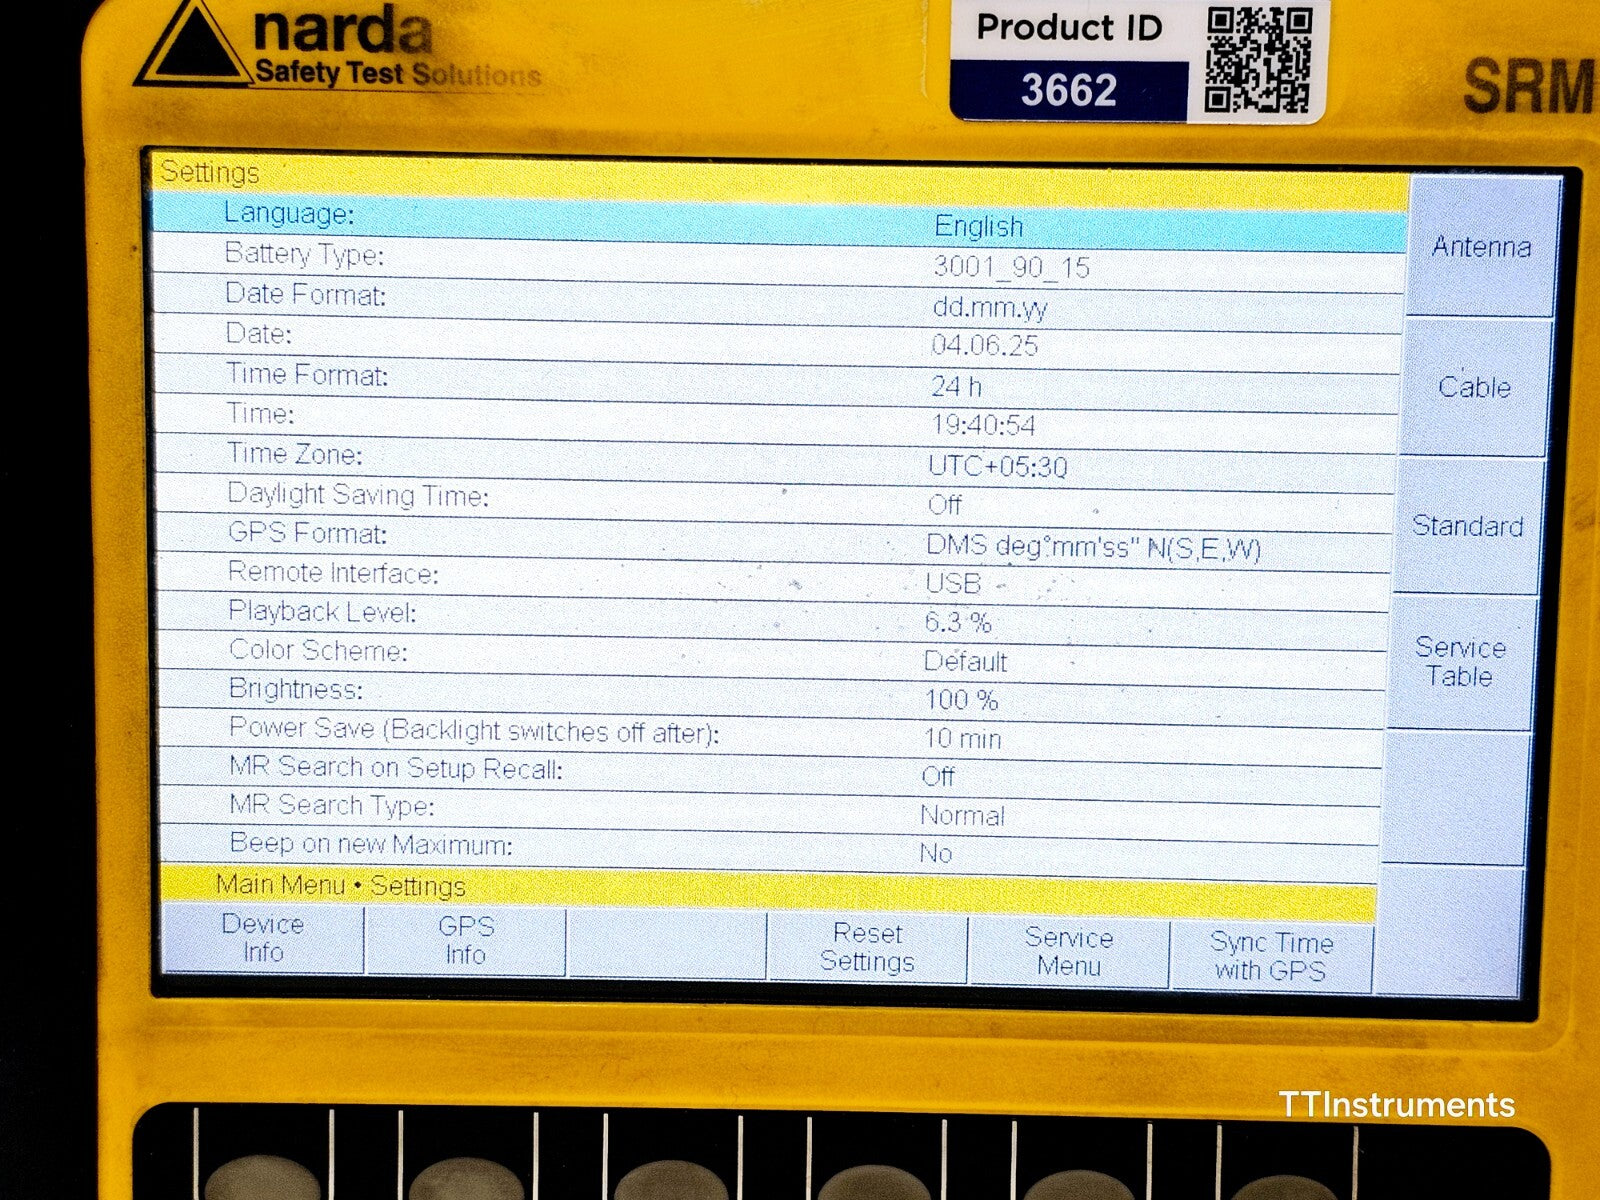 narda
Safety Test Solutions
Product ID
3662
SRM
Settings
Language: English
Battery Type: 3001_90_15
Date Format: dd.mm.yy
Date: 04.06.25
Time Format: 24 h
Time: 19:40:54
Time Zone: UTC+05:30
Daylight Saving Time: Off
GPS Format: DMS deg°mm'ss" N(S,E,W)
Remote Interface: USB
Playback Level: 6.3 %
Color Scheme: Default
Brightness: 100 %
Power Save (Backlight switches off after): 10 min
MR Search on Setup Recall: Off
MR Search Type: Normal
Beep on new Maximum: No
Main Menu • Settings
Antenna
Cable
Standard
Service
Table
Device
Info
GPS
Info
Reset
Settings
Service
Menu
Sync Time
with GPS
TTInstruments